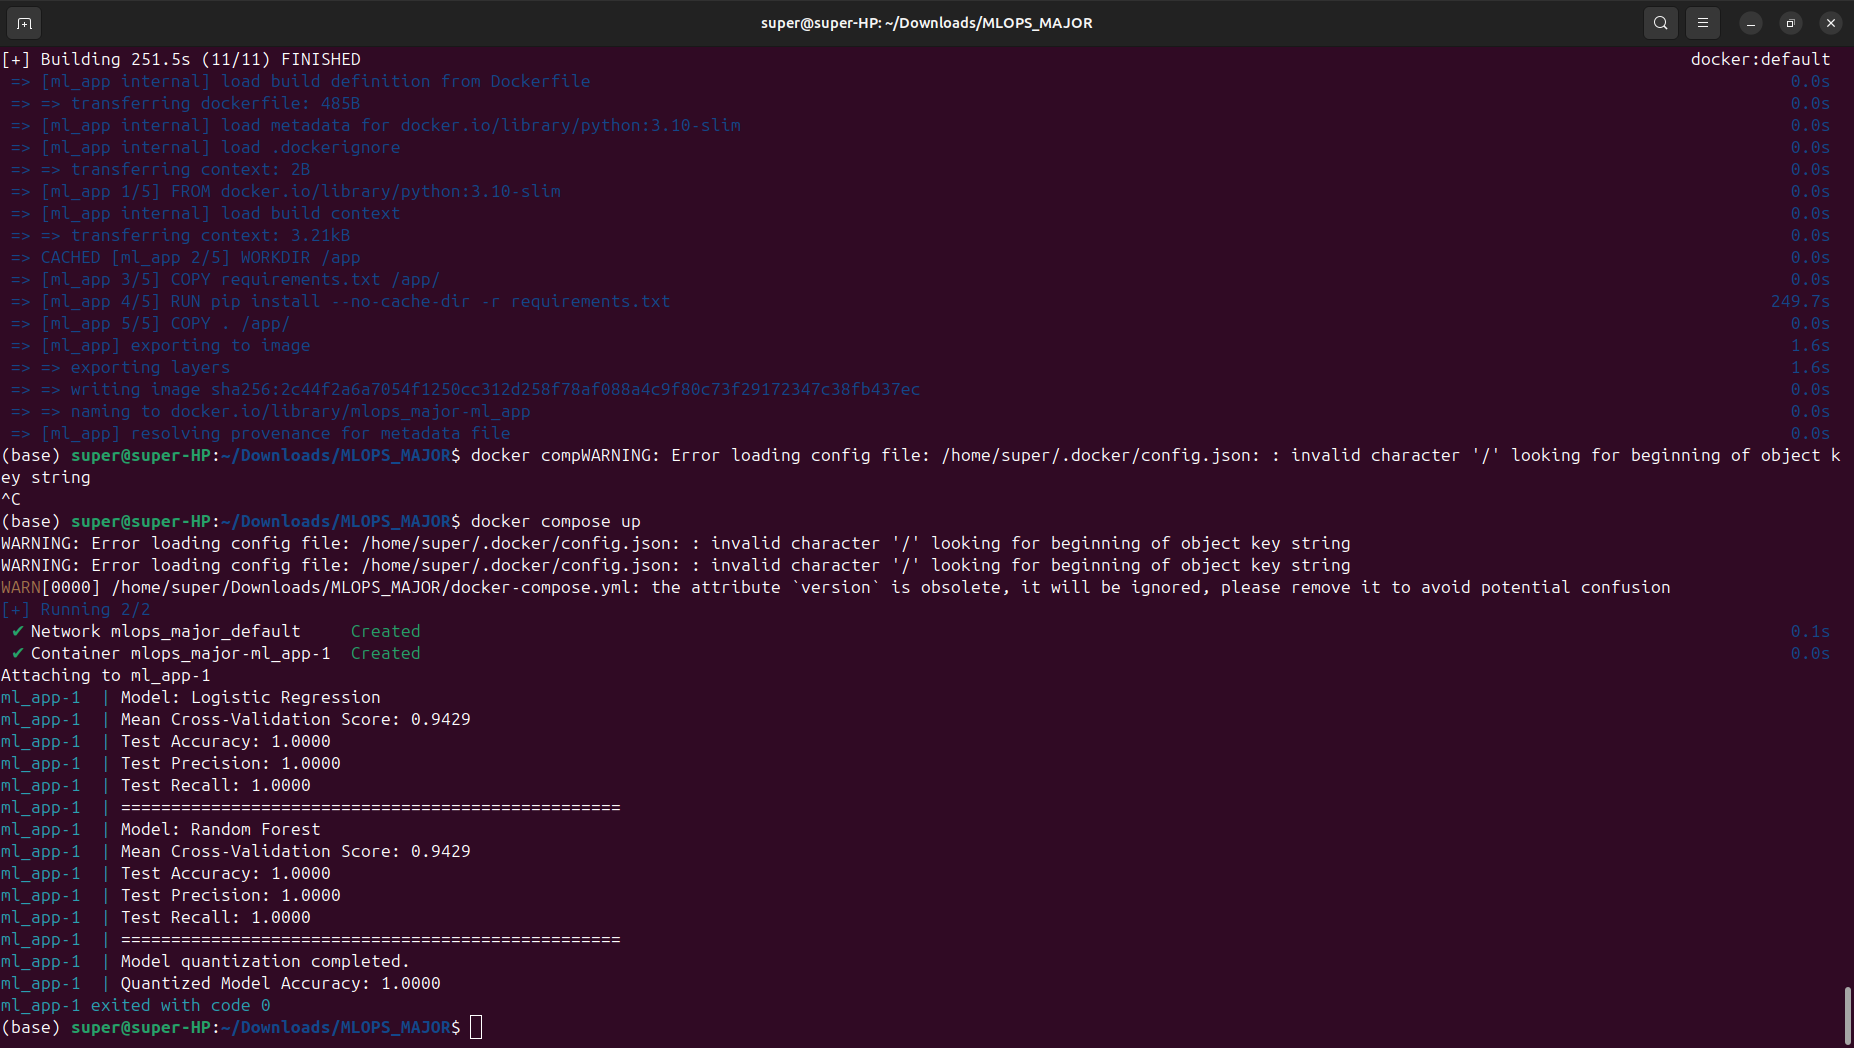 super@super-HP: ~/Downloads/MLOPS_MAJOR
[+] Building 251.5s (11/11) FINISHED docker:default
=> [ml_app internal] load build definition from Dockerfile 0.0s
=> => transferring dockerfile: 485B 0.0s
=> [ml_app internal] load metadata for docker.io/library/python:3.10-slim 0.0s
=> [ml_app internal] load .dockerignore 0.0s
=> => transferring context: 2B 0.0s
=> [ml_app 1/5] FROM docker.io/library/python:3.10-slim 0.0s
=> [ml_app internal] load build context 0.0s
=> => transferring context: 3.21kB 0.0s
=> CACHED [ml_app 2/5] WORKDIR /app 0.0s
=> [ml_app 3/5] COPY requirements.txt /app/ 0.0s
=> [ml_app 4/5] RUN pip install --no-cache-dir -r requirements.txt 249.7s
=> [ml_app 5/5] COPY . /app/ 0.0s
=> [ml_app] exporting to image 1.6s
=> => exporting layers 1.6s
=> => writing image sha256:2c44f2a6a7054f1250cc312d258f78af088a4c9f80c73f29172347c38fb437ec 0.0s
=> => naming to docker.io/library/mlops_major-ml_app 0.0s
=> [ml_app] resolving provenance for metadata file 0.0s
(base) super@super-HP:~/Downloads/MLOPS_MAJOR$ docker compWARNING: Error loading config file: /home/super/.docker/config.json: : invalid character '/' looking for beginning of object k
ey string
^C
(base) super@super-HP:~/Downloads/MLOPS_MAJOR$ docker compose up
WARNING: Error loading config file: /home/super/.docker/config.json: : invalid character '/' looking for beginning of object key string
WARNING: Error loading config file: /home/super/.docker/config.json: : invalid character '/' looking for beginning of object key string
WARN[0000] /home/super/Downloads/MLOPS_MAJOR/docker-compose.yml: the attribute `version` is obsolete, it will be ignored, please remove it to avoid potential confusion
[+] Running 2/2
✔ Network mlops_major_default Created 0.1s
✔ Container mlops_major-ml_app-1 Created 0.0s
Attaching to ml_app-1
ml_app-1 | Model: Logistic Regression
ml_app-1 | Mean Cross-Validation Score: 0.9429
ml_app-1 | Test Accuracy: 1.0000
ml_app-1 | Test Precision: 1.0000
ml_app-1 | Test Recall: 1.0000
ml_app-1 | ==================================================
ml_app-1 | Model: Random Forest
ml_app-1 | Mean Cross-Validation Score: 0.9429
ml_app-1 | Test Accuracy: 1.0000
ml_app-1 | Test Precision: 1.0000
ml_app-1 | Test Recall: 1.0000
ml_app-1 | ==================================================
ml_app-1 | Model quantization completed.
ml_app-1 | Quantized Model Accuracy: 1.0000
ml_app-1 exited with code 0
(base) super@super-HP:~/Downloads/MLOPS_MAJOR$